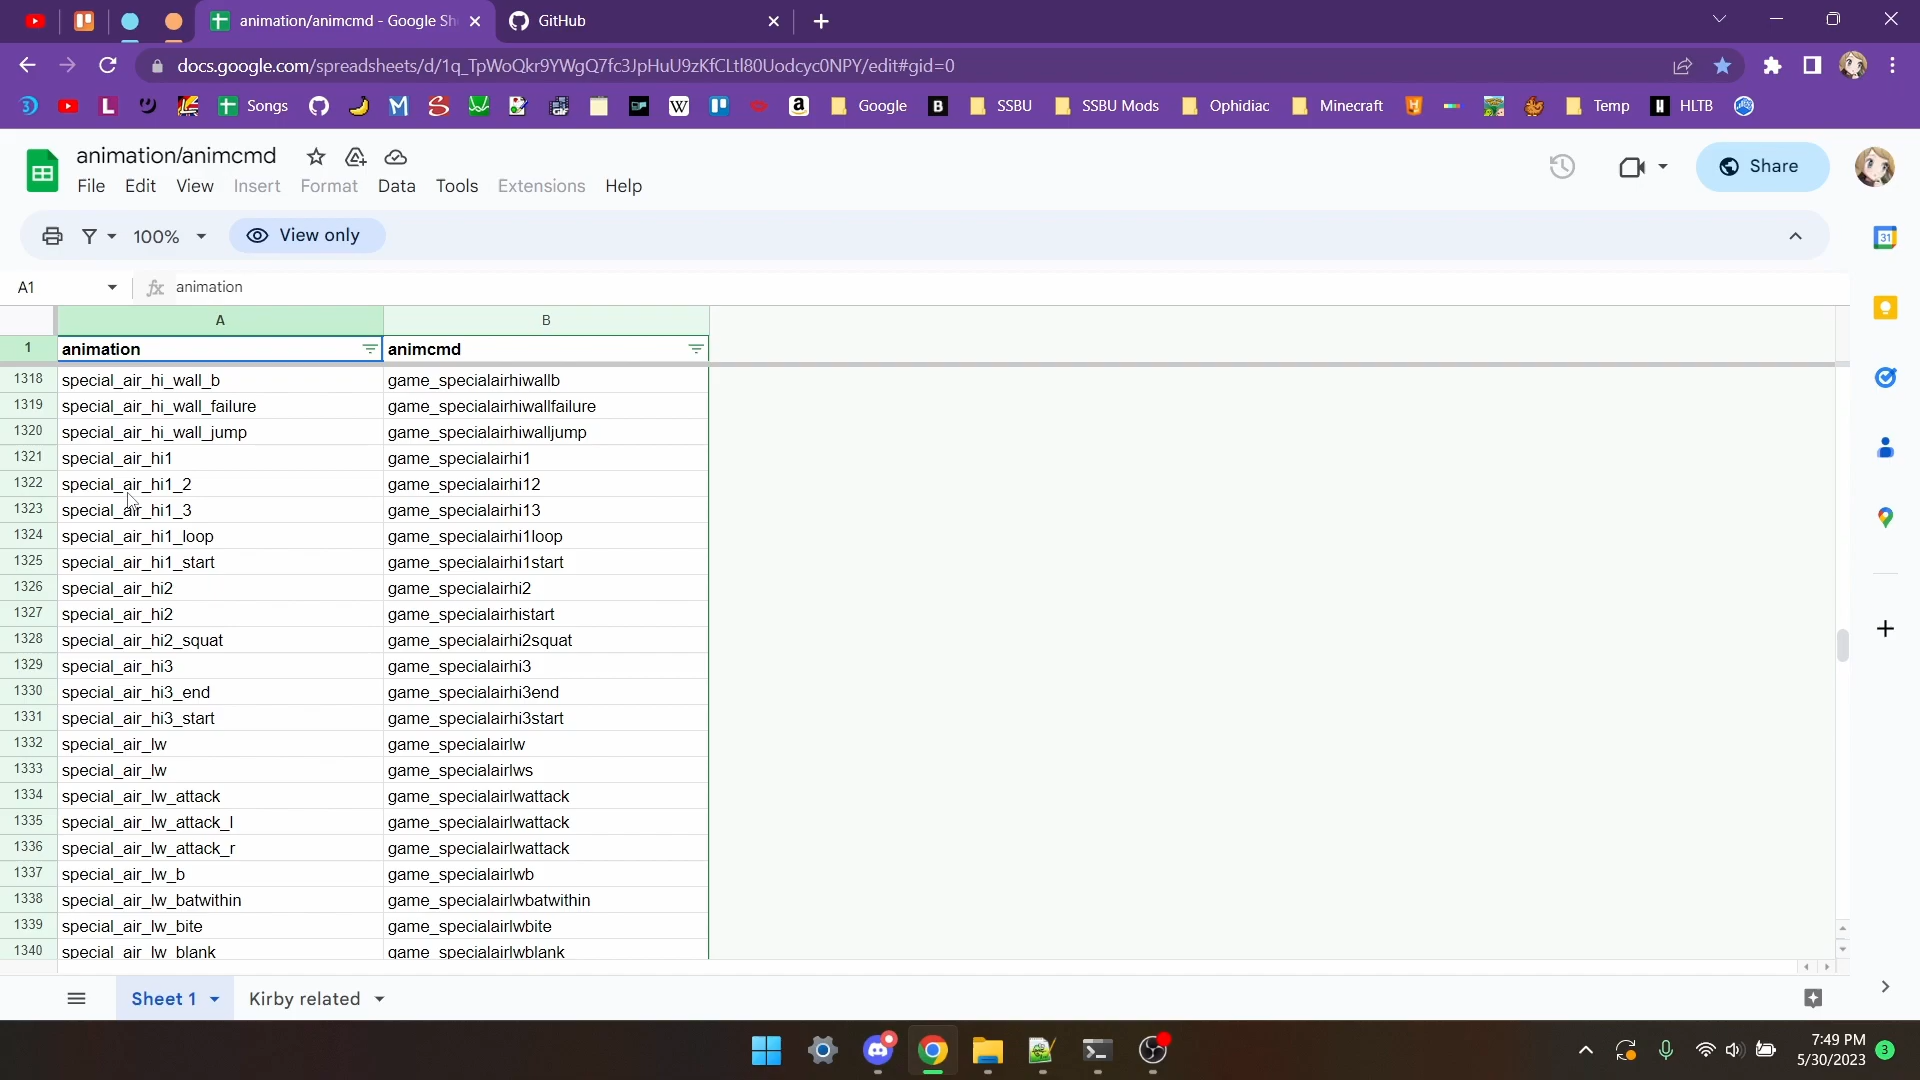 animation/animcmd - Google Sh
GitHub
docs.google.com/spreadsheets/d/1q_TpWoQkr9YWgQ7fc3JpHuU9zKfCLtl80Uodcyc0NPY/edit#gid=0
Songs
Google
SSBU
SSBU Mods
Ophidiac
Minecraft
Temp
HLTB
animation/animcmd
File Edit View Insert Format Data Tools Extensions Help
Share
100%
View only
A1
fx animation
A B
1 animation animcmd
1318 special_air_hi_wall_b game_specialairhiwallb
1319 special_air_hi_wall_failure game_specialairhiwallfailure
1320 special_air_hi_wall_jump game_specialairhiwalljump
1321 special_air_hi1 game_specialairhi1
1322 special_air_hi1_2 game_specialairhi12
1323 special_air_hi1_3 game_specialairhi13
1324 special_air_hi1_loop game_specialairhi1loop
1325 special_air_hi1_start game_specialairhi1start
1326 special_air_hi2 game_specialairhi2
1327 special_air_hi2 game_specialairhistart
1328 special_air_hi2_squat game_specialairhi2squat
1329 special_air_hi3 game_specialairhi3
1330 special_air_hi3_end game_specialairhi3end
1331 special_air_hi3_start game_specialairhi3start
1332 special_air_lw game_specialairlw
1333 special_air_lw game_specialairlws
1334 special_air_lw_attack game_specialairlwattack
1335 special_air_lw_attack_l game_specialairlwattack
1336 special_air_lw_attack_r game_specialairlwattack
1337 special_air_lw_b game_specialairlwb
1338 special_air_lw_batwithin game_specialairlwbatwithin
1339 special_air_lw_bite game_specialairlwbite
1340 special_air_lw_blank game_specialairlwblank
Sheet 1
Kirby related
7:49 PM
5/30/2023
3